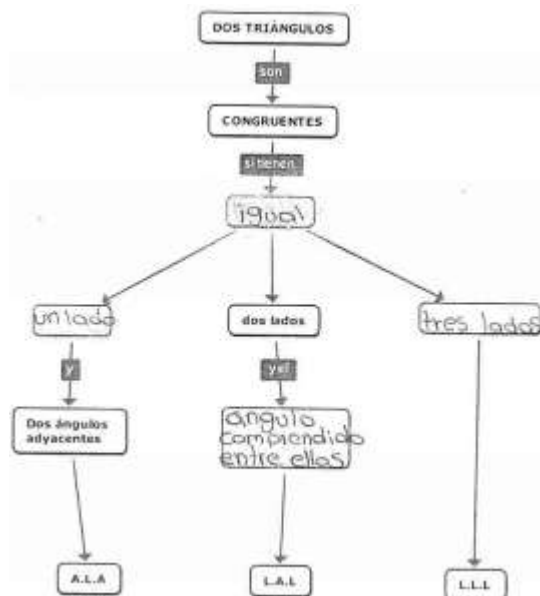 DOS TRIÁNGULOS
son
CONGRUENTES
si tienen
igual
un lado
dos lados
tres lados
y
y el
Dos ángulos
adyacentes
angulo
comprendido
entre ellos
A.L.A
L.A.L
L.L.L